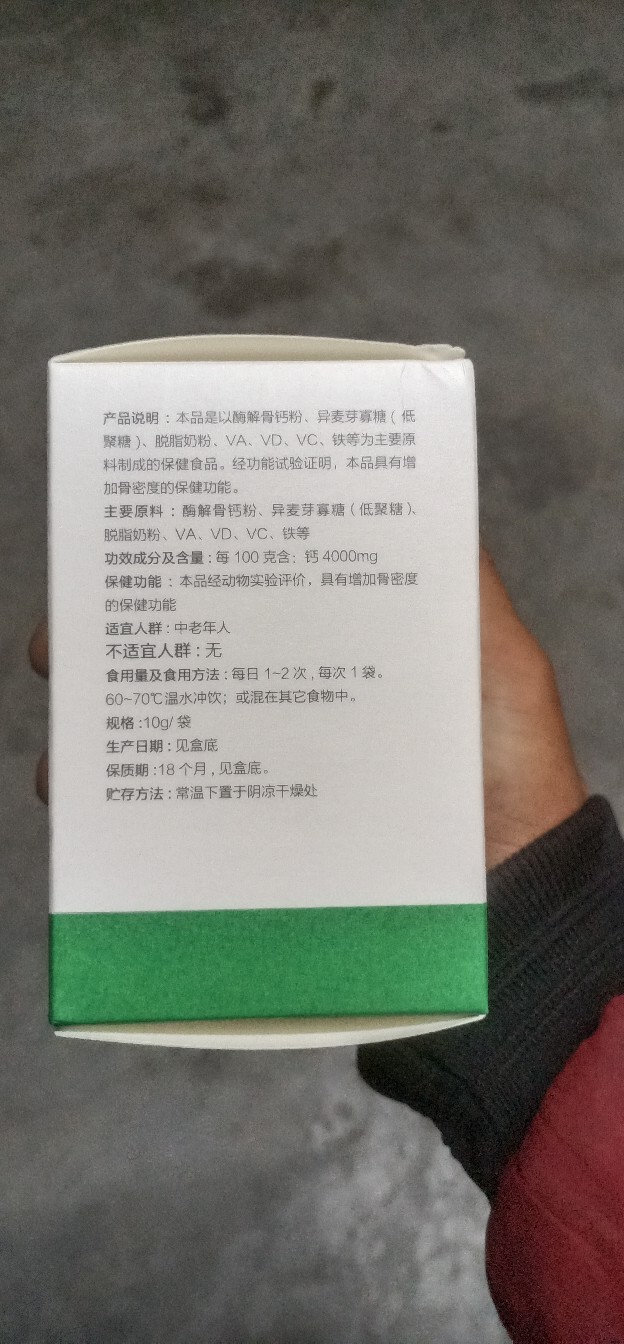 产品说明：本品是以酶解骨钙粉、异麦芽寡糖（低
聚糖）、脱脂奶粉、VA、VD、VC、铁等为主要原
料制成的保健食品。经功能试验证明，本品具有增
加骨密度的保健功能。
主要原料：酶解骨钙粉、异麦芽寡糖（低聚糖）、
脱脂奶粉、VA、VD、VC、铁等
功效成分及含量：每 100 克含：钙 4000mg
保健功能：本品经动物实验评价，具有增加骨密度
的保健功能
适宜人群：中老年人
不适宜人群：无
食用量及食用方法：每日 1~2 次，每次 1 袋。
60~70℃温水冲饮；或混在其它食物中。
规格：10g/ 袋
生产日期：见盒底
保质期：18 个月，见盒底。
贮存方法：常温下置于阴凉干燥处